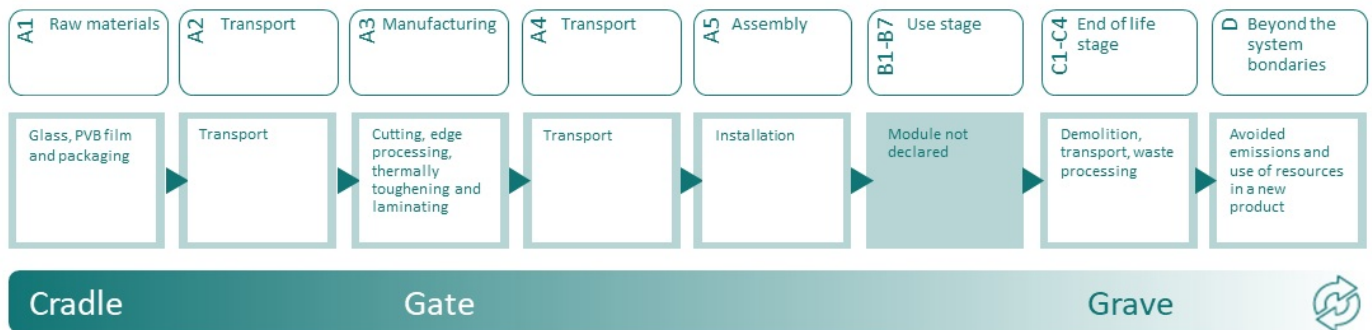 A1 Raw materials
A2 Transport
A3 Manufacturing
A4 Transport
A5 Assembly
B1-B7 Use stage
C1-C4 End of life
stage
D Beyond the
system
bondaries
Glass, PVB film
and packaging
Transport
Cutting, edge
processing,
thermally
toughening and
laminating
Transport
Installation
Module not
declared
Demolition,
transport, waste
processing
Avoided
emissions and
use of resources
in a new
product
Cradle
Gate
Grave